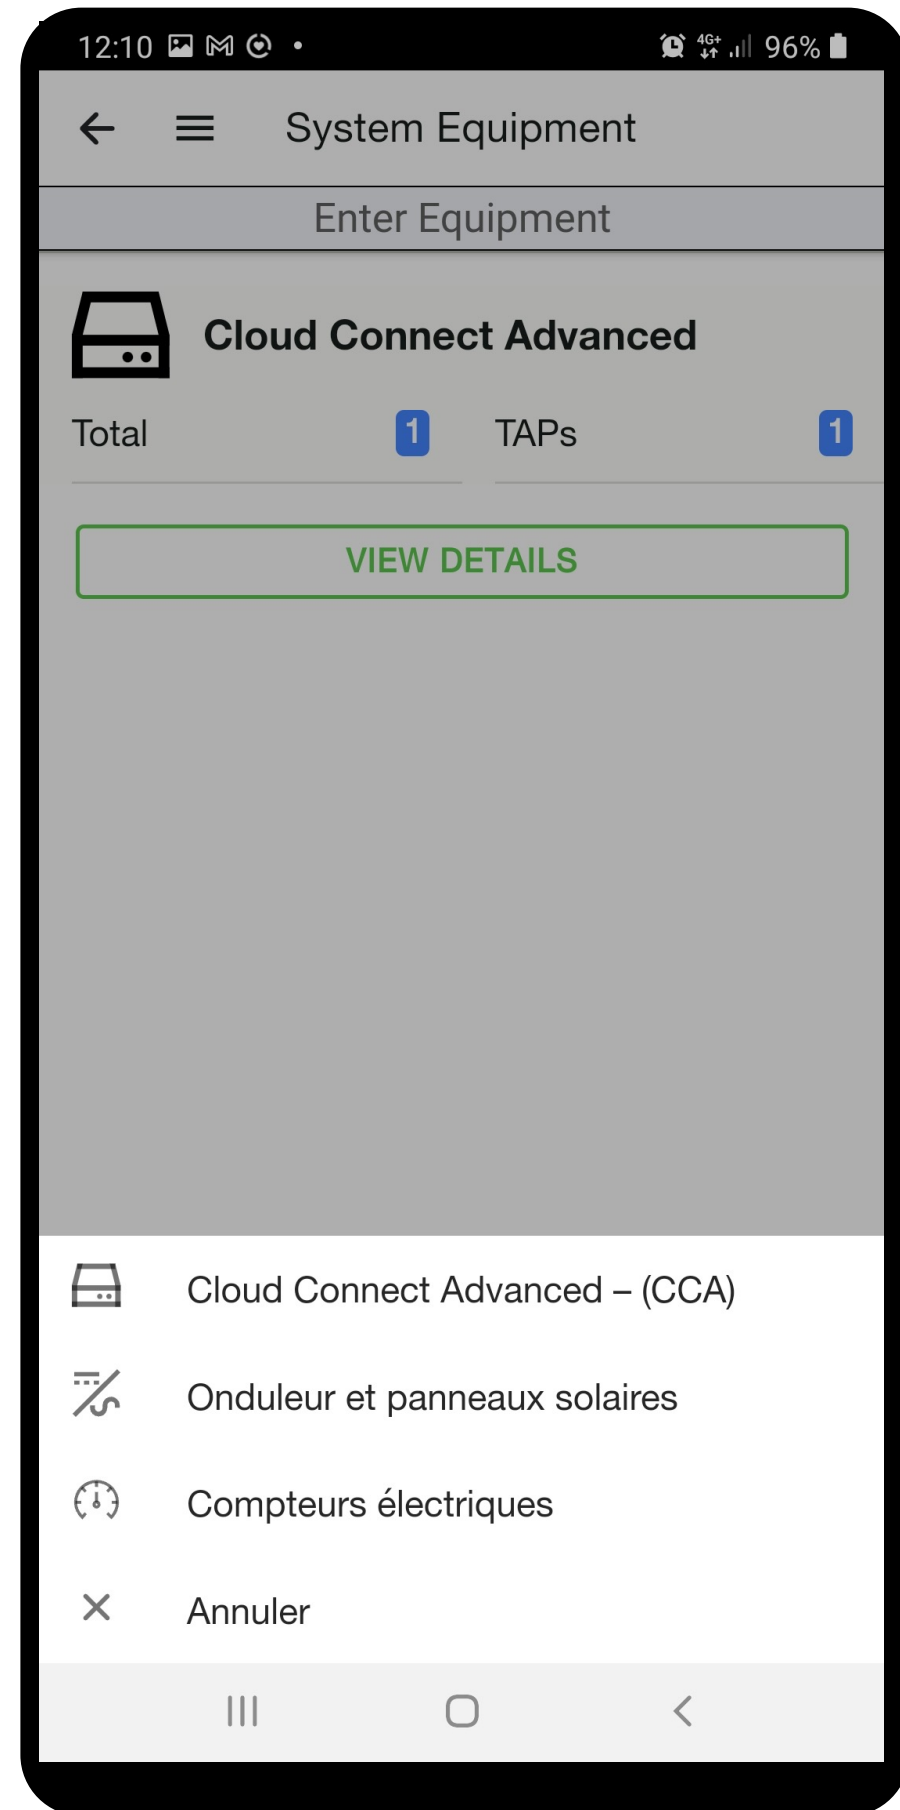 12:10
4G+
96%
System Equipment
Enter Equipment
Cloud Connect Advanced
Total 1 TAPs 1
VIEW DETAILS
Cloud Connect Advanced – (CCA)
Onduleur et panneaux solaires
Compteurs électriques
Annuler